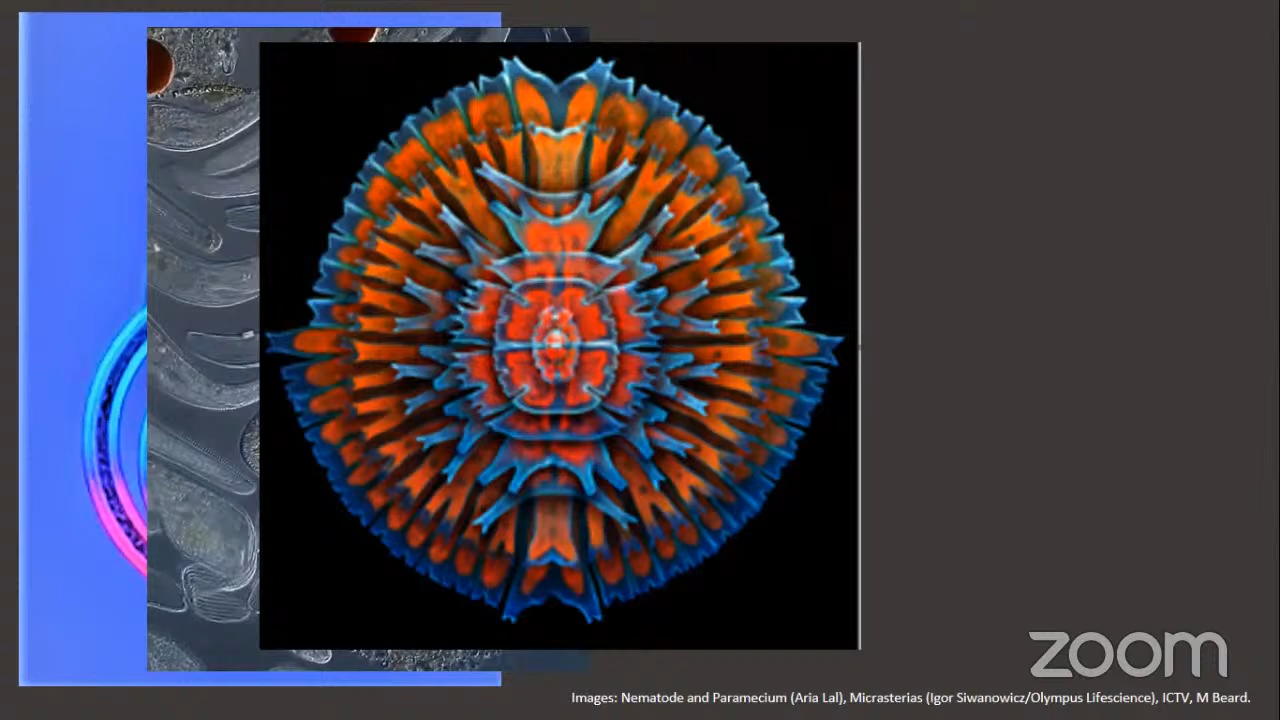 zoom
Images: Nematode and Paramecium (Aria Lal), Micrasterias (Igor Siwanowicz/Olympus Lifescience), ICTV, M Beard.